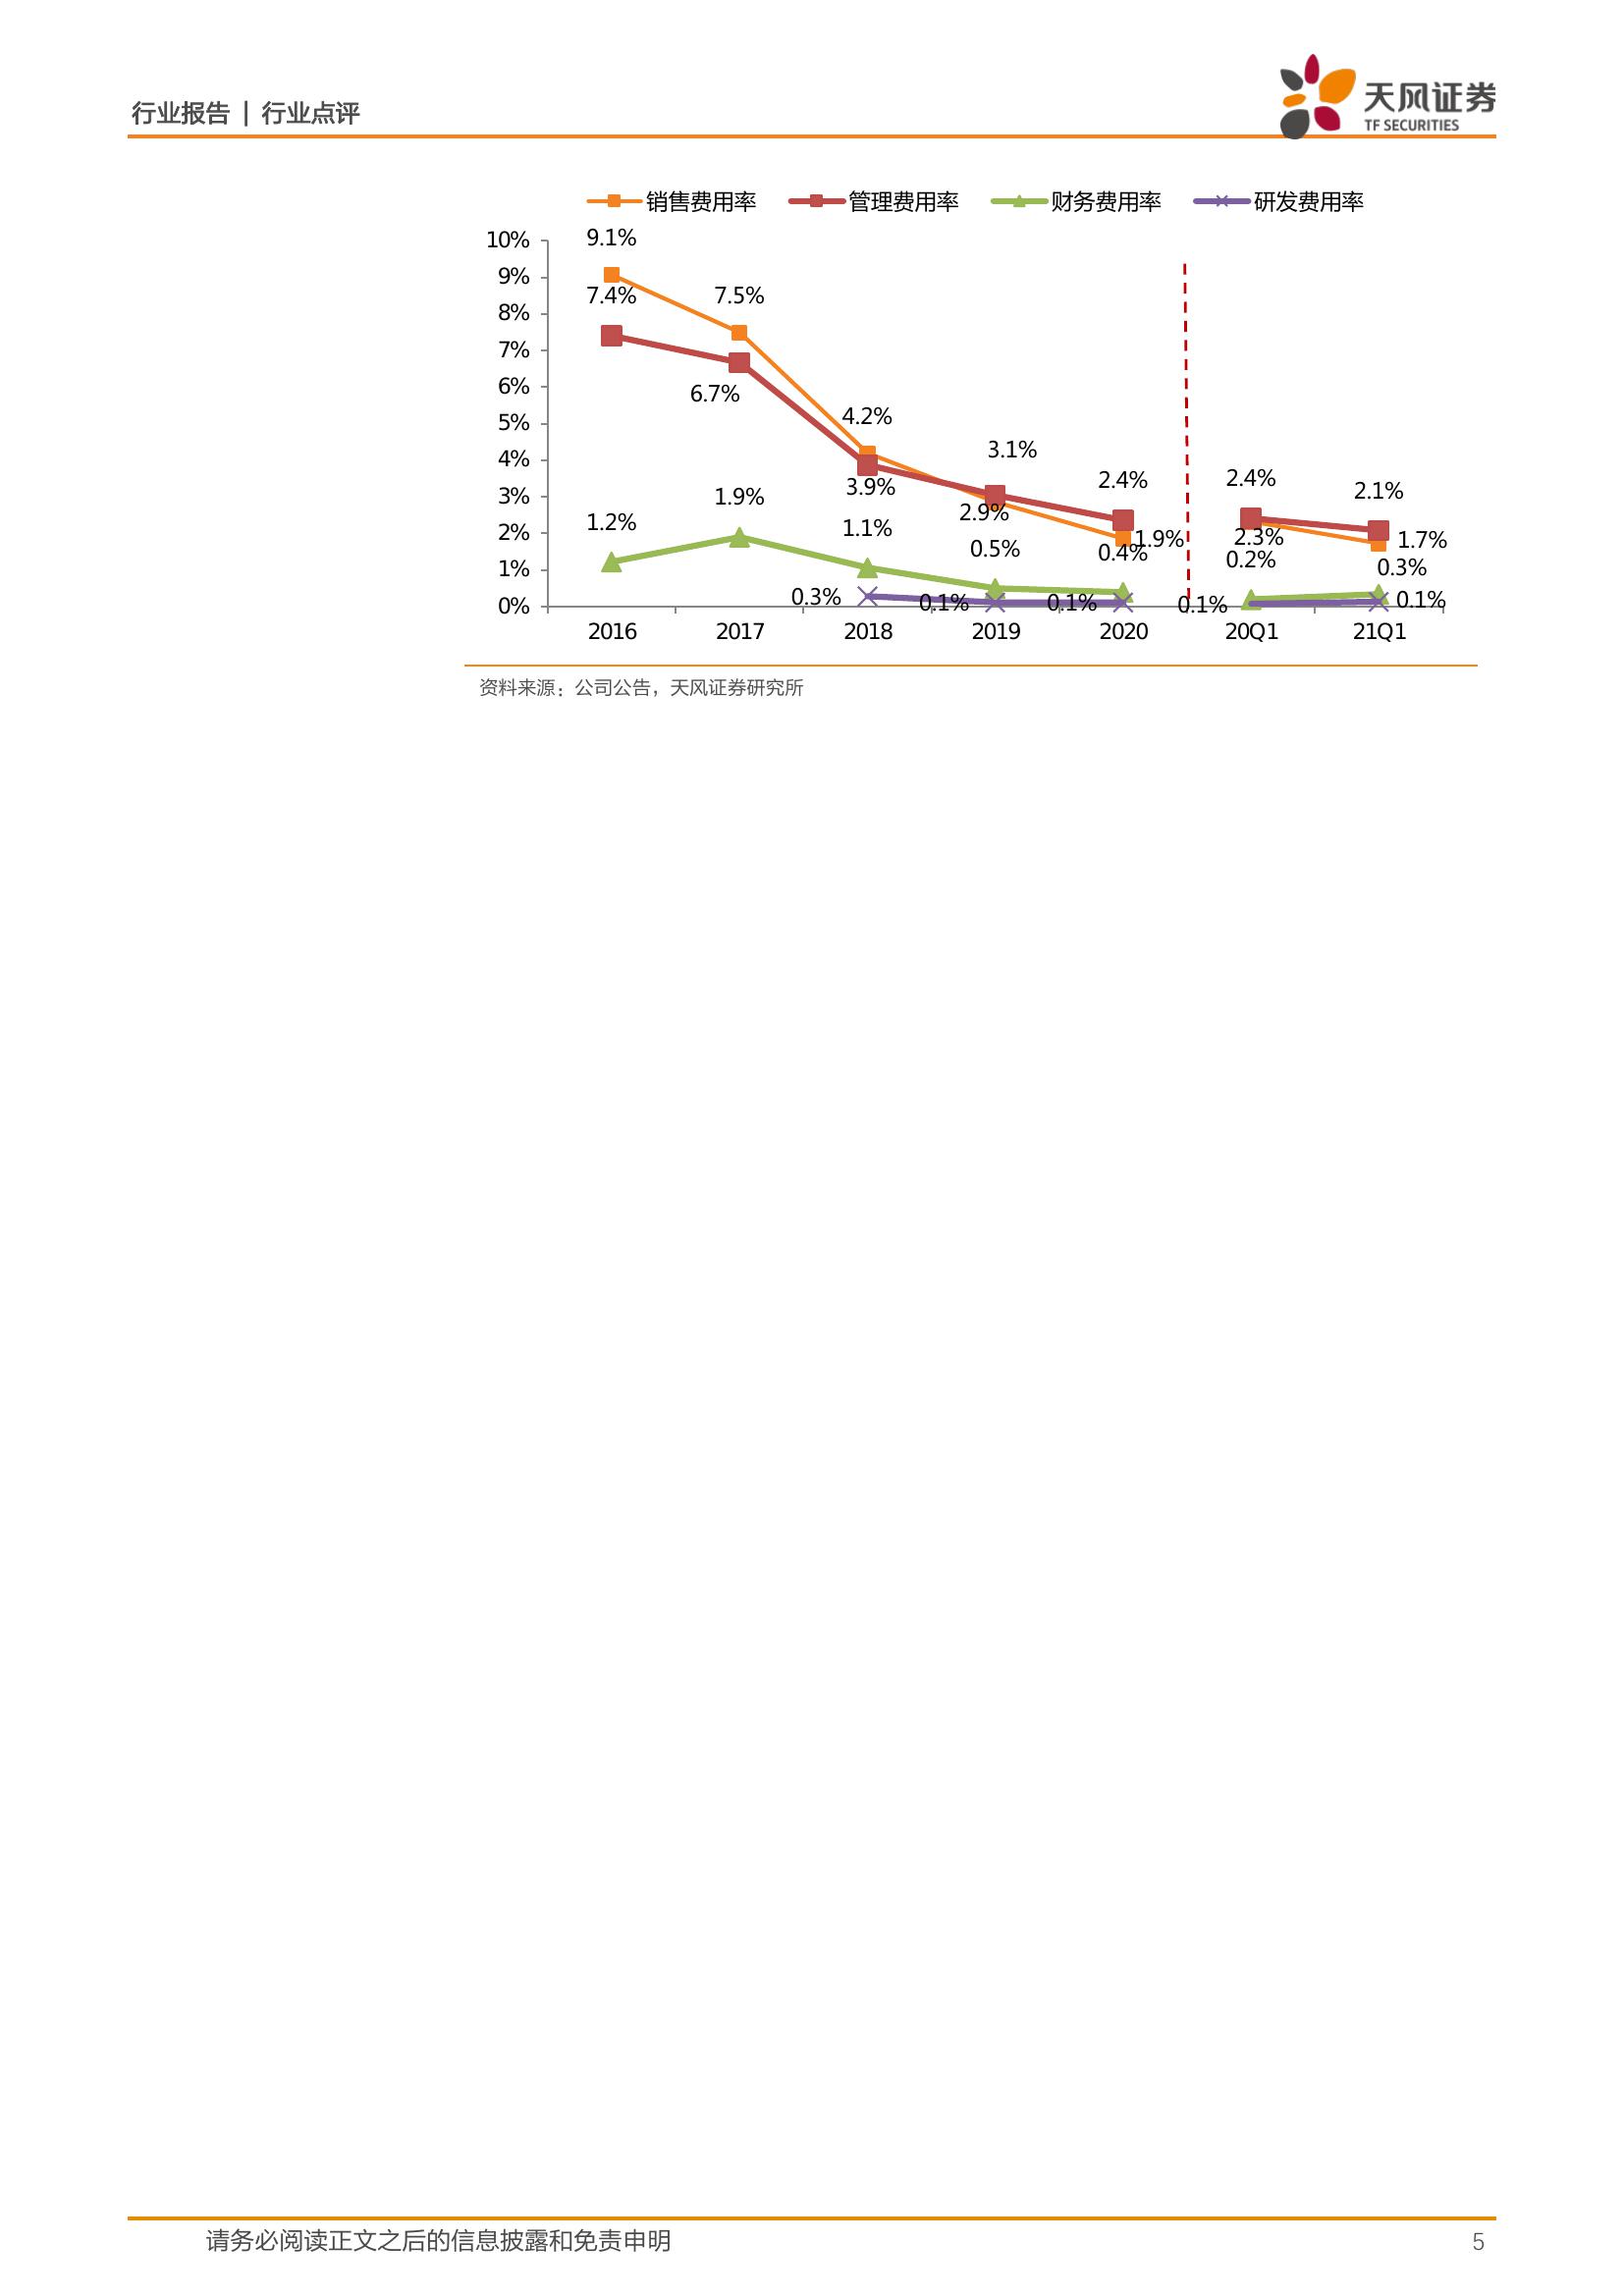 行业报告 | 行业点评
天风证券
TF SECURITIES
销售费用率 管理费用率 财务费用率 研发费用率
10%
9%
8%
7%
6%
5%
4%
3%
2%
1%
0%
9.1% 7.5% 4.2% 2.9% 1.9% 2.3% 1.7%
7.4% 6.7% 3.9% 3.1% 2.4% 2.4% 2.1%
1.2% 1.9% 1.1% 0.5% 0.4% 0.2% 0.3%
0.3% 0.1% 0.1% 0.1% 0.1%
2016 2017 2018 2019 2020 20Q1 21Q1
资料来源：公司公告，天风证券研究所
请务必阅读正文之后的信息披露和免责申明 5